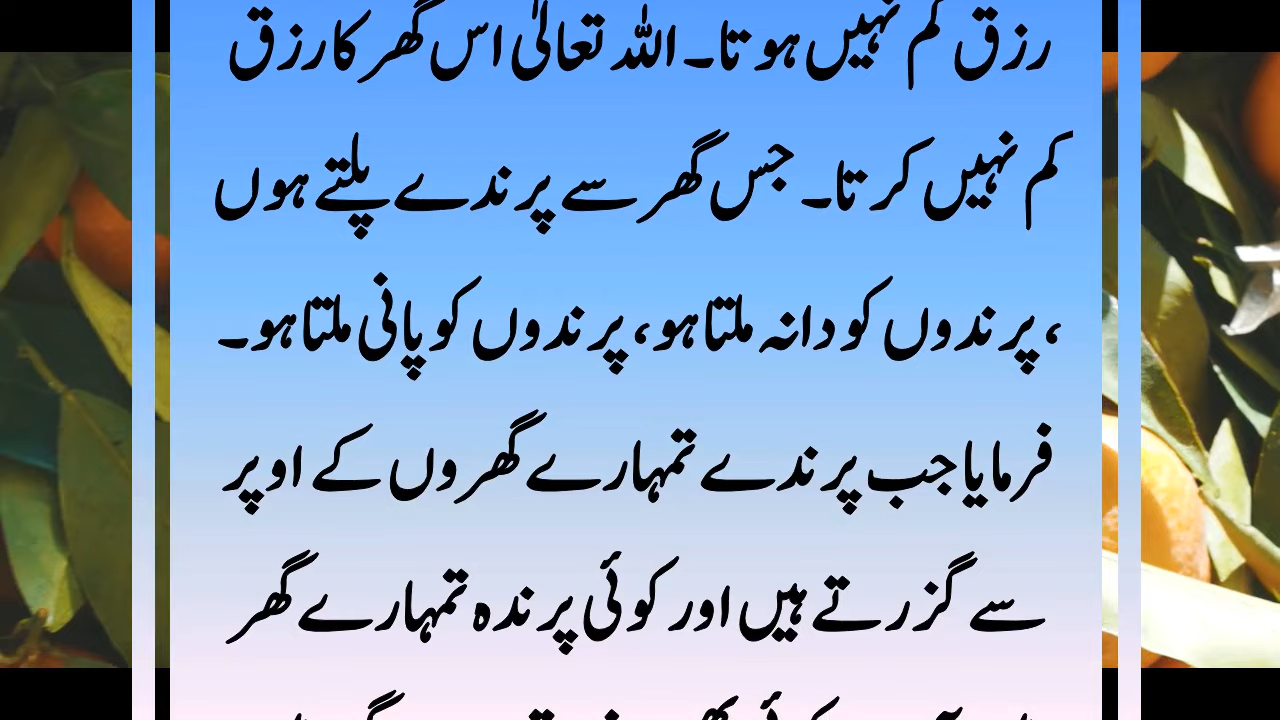 رزق کم نہیں ہوتا۔ اللہ تعالیٰ اس گھر کا رزق
کم نہیں کرتا۔ جس گھر سے پرندے پلتے ہوں
، پرندوں کو دانہ ملتا ہو، پرندوں کو پانی ملتا ہو۔
فرمایا جب پرندے تمہارے گھروں کے اوپر
سے گزرتے ہیں اور کوئی پرندہ تمہارے گھر